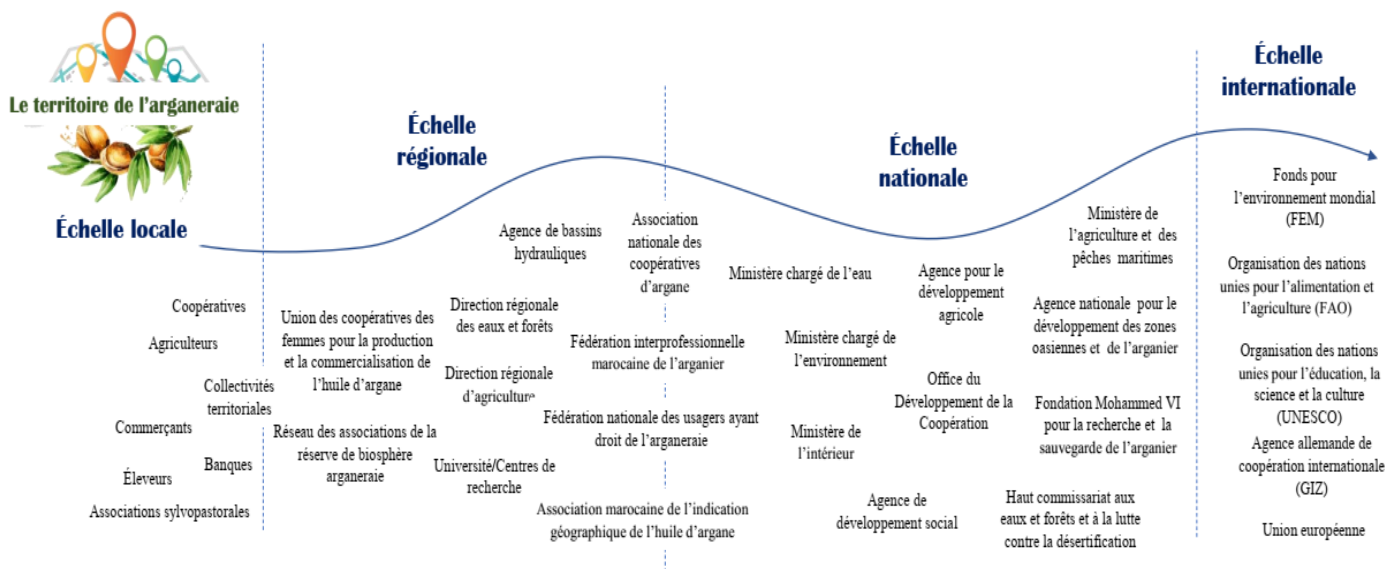 Le territoire de l'arganeraie
Échelle locale
Coopératives
Agriculteurs
Collectivités
territoriales
Commerçants
Banques
Éleveurs
Associations sylvopastorales
Échelle
régionale
Agence de bassins
hydrauliques
Union des coopératives des
femmes pour la production
et la commercialisation de
l'huile d'argane
Direction régionale
des eaux et forêts
Direction régionale
d'agriculture
Réseau des associations de la
réserve de biosphère
arganeraie
Université/Centres de
recherche
Association
nationale des
coopératives
d'argane
Fédération interprofessionnelle
marocaine de l'arganier
Fédération nationale des usagers ayant
droit de l'arganeraie
Association marocaine de l'indication
géographique de l'huile d'argane
Échelle
nationale
Ministère chargé de l'eau
Ministère chargé de
l'environnement
Ministère de
l'intérieur
Agence pour le
développement
agricole
Office du
Développement de la
Coopération
Agence de
développement social
Ministère de
l'agriculture et des
pêches maritimes
Agence nationale pour le
développement des zones
oasiennes et de l'arganier
Fondation Mohammed VI
pour la recherche et la
sauvegarde de l'arganier
Haut commissariat aux
eaux et forêts et à la lutte
contre la désertification
Échelle
internationale
Fonds pour
l'environnement mondial
(FEM)
Organisation des nations
unies pour l'alimentation et
l'agriculture (FAO)
Organisation des nations
unies pour l'éducation, la
science et la culture
(UNESCO)
Agence allemande de
coopération internationale
(GIZ)
Union européenne